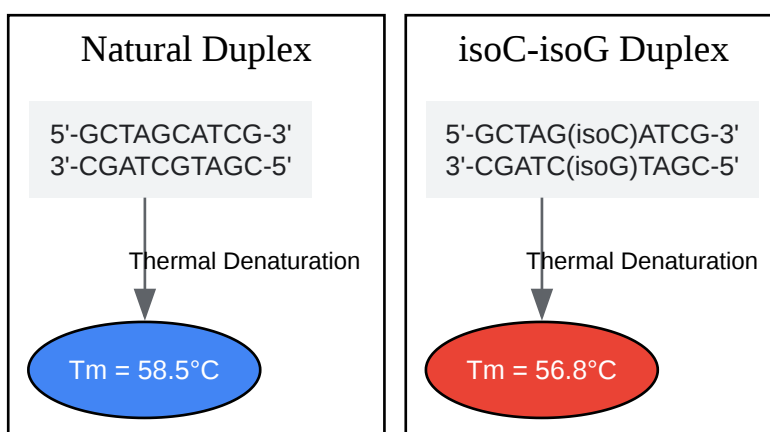 Natural Duplex
5'-GCTAGCATCG-3'
3'-CGATCGTAGC-5'
Thermal Denaturation
Tm = 58.5°C
isoC-isoG Duplex
5'-GCTAG(isoC)ATCG-3'
3'-CGATC(isoG)TAGC-5'
Thermal Denaturation
Tm = 56.8°C